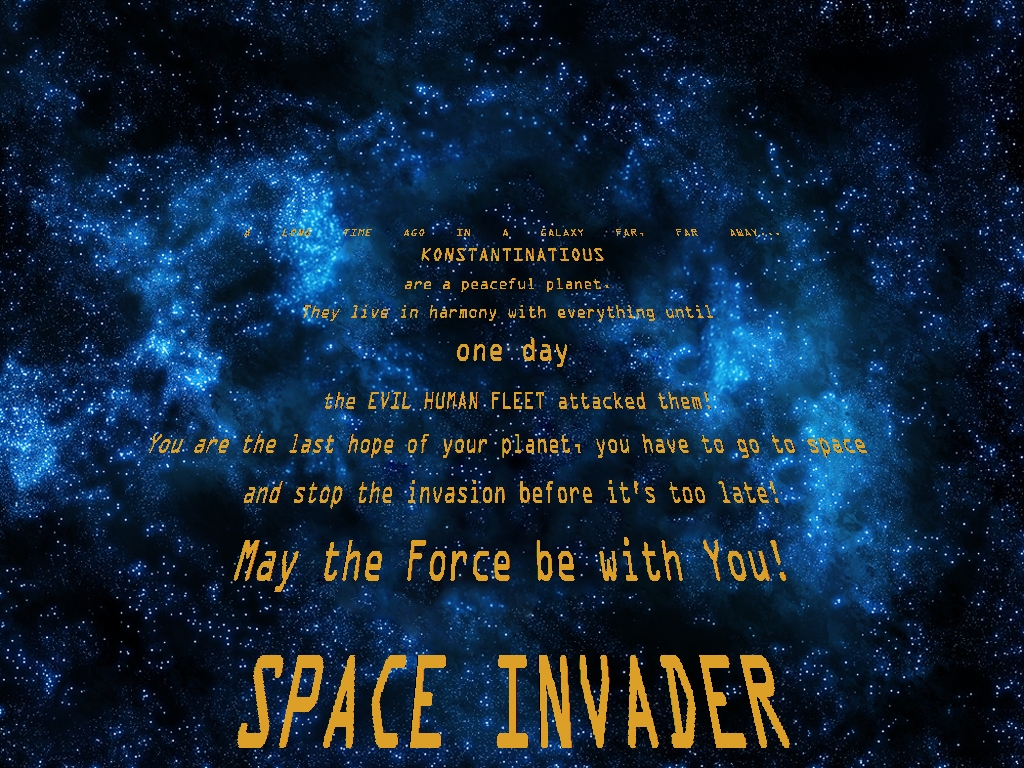 A LONG TIME AGO IN A GALAXY FAR, FAR AWAY...
KONSTANTINATIOUS
are a peaceful planet.
They live in harmony with everything until
one day
the EVIL HUMAN FLEET attacked them!
You are the last hope of your planet, you have to go to space
and stop the invasion before it's too late!
May the Force be with You!
SPACE INVADER